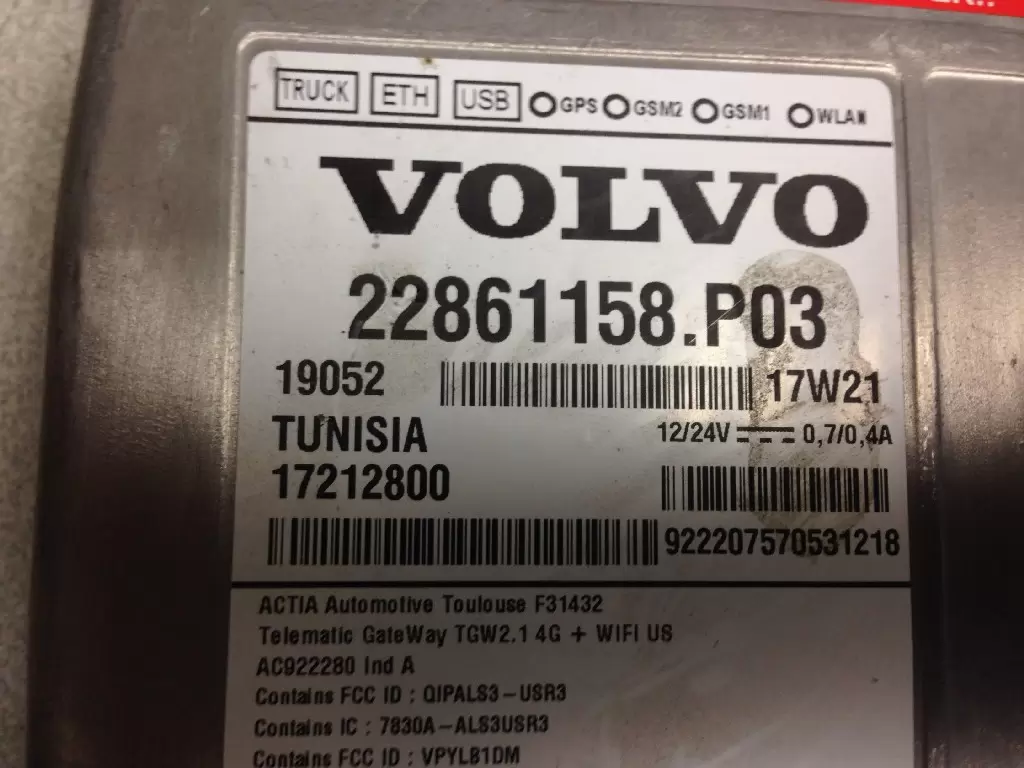 TRUCK ETH USB GPS GSM2 GSM1 WLAN
VOLVO
22861158.P03
19052 17W21
TUNISIA 12/24V 0,7/0,4A
17212800
922207570531218
ACTIA Automotive Toulouse F31432
Telematic GateWay TGW2.1 4G + WIFI US
AC922280 Ind A
Contains FCC ID : QIPALS3-USR3
Contains IC : 7830A-ALS3USR3
Contains FCC ID : VPYLB1DM